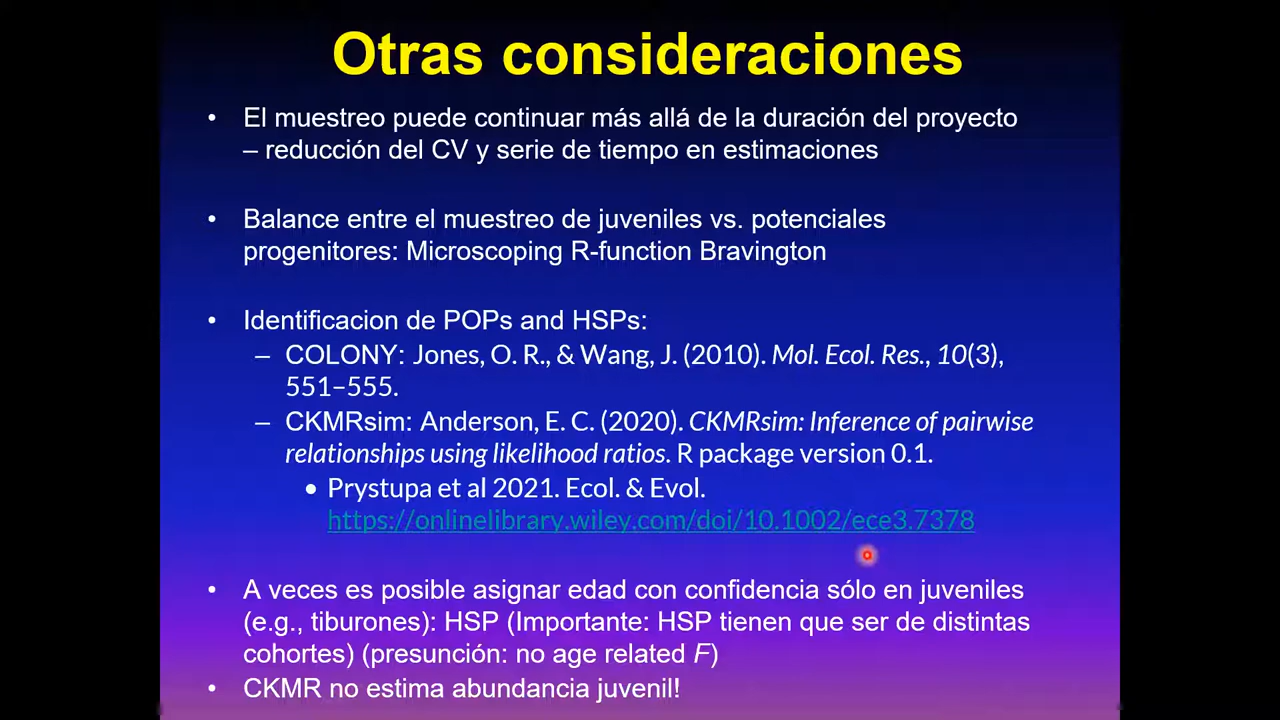 Otras consideraciones
• El muestreo puede continuar más allá de la duración del proyecto
– reducción del CV y serie de tiempo en estimaciones
• Balance entre el muestreo de juveniles vs. potenciales
progenitores: Microscoping R-function Bravington
• Identificacion de POPs and HSPs:
– COLONY: Jones, O. R., & Wang, J. (2010). Mol. Ecol. Res., 10(3),
551–555.
– CKMRsim: Anderson, E. C. (2020). CKMRsim: Inference of pairwise
relationships using likelihood ratios. R package version 0.1.
• Prystupa et al 2021. Ecol. & Evol.
https://onlinelibrary.wiley.com/doi/10.1002/ece3.7378
• A veces es posible asignar edad con confidencia sólo en juveniles
(e.g., tiburones): HSP (Importante: HSP tienen que ser de distintas
cohortes) (presunción: no age related F)
• CKMR no estima abundancia juvenil!